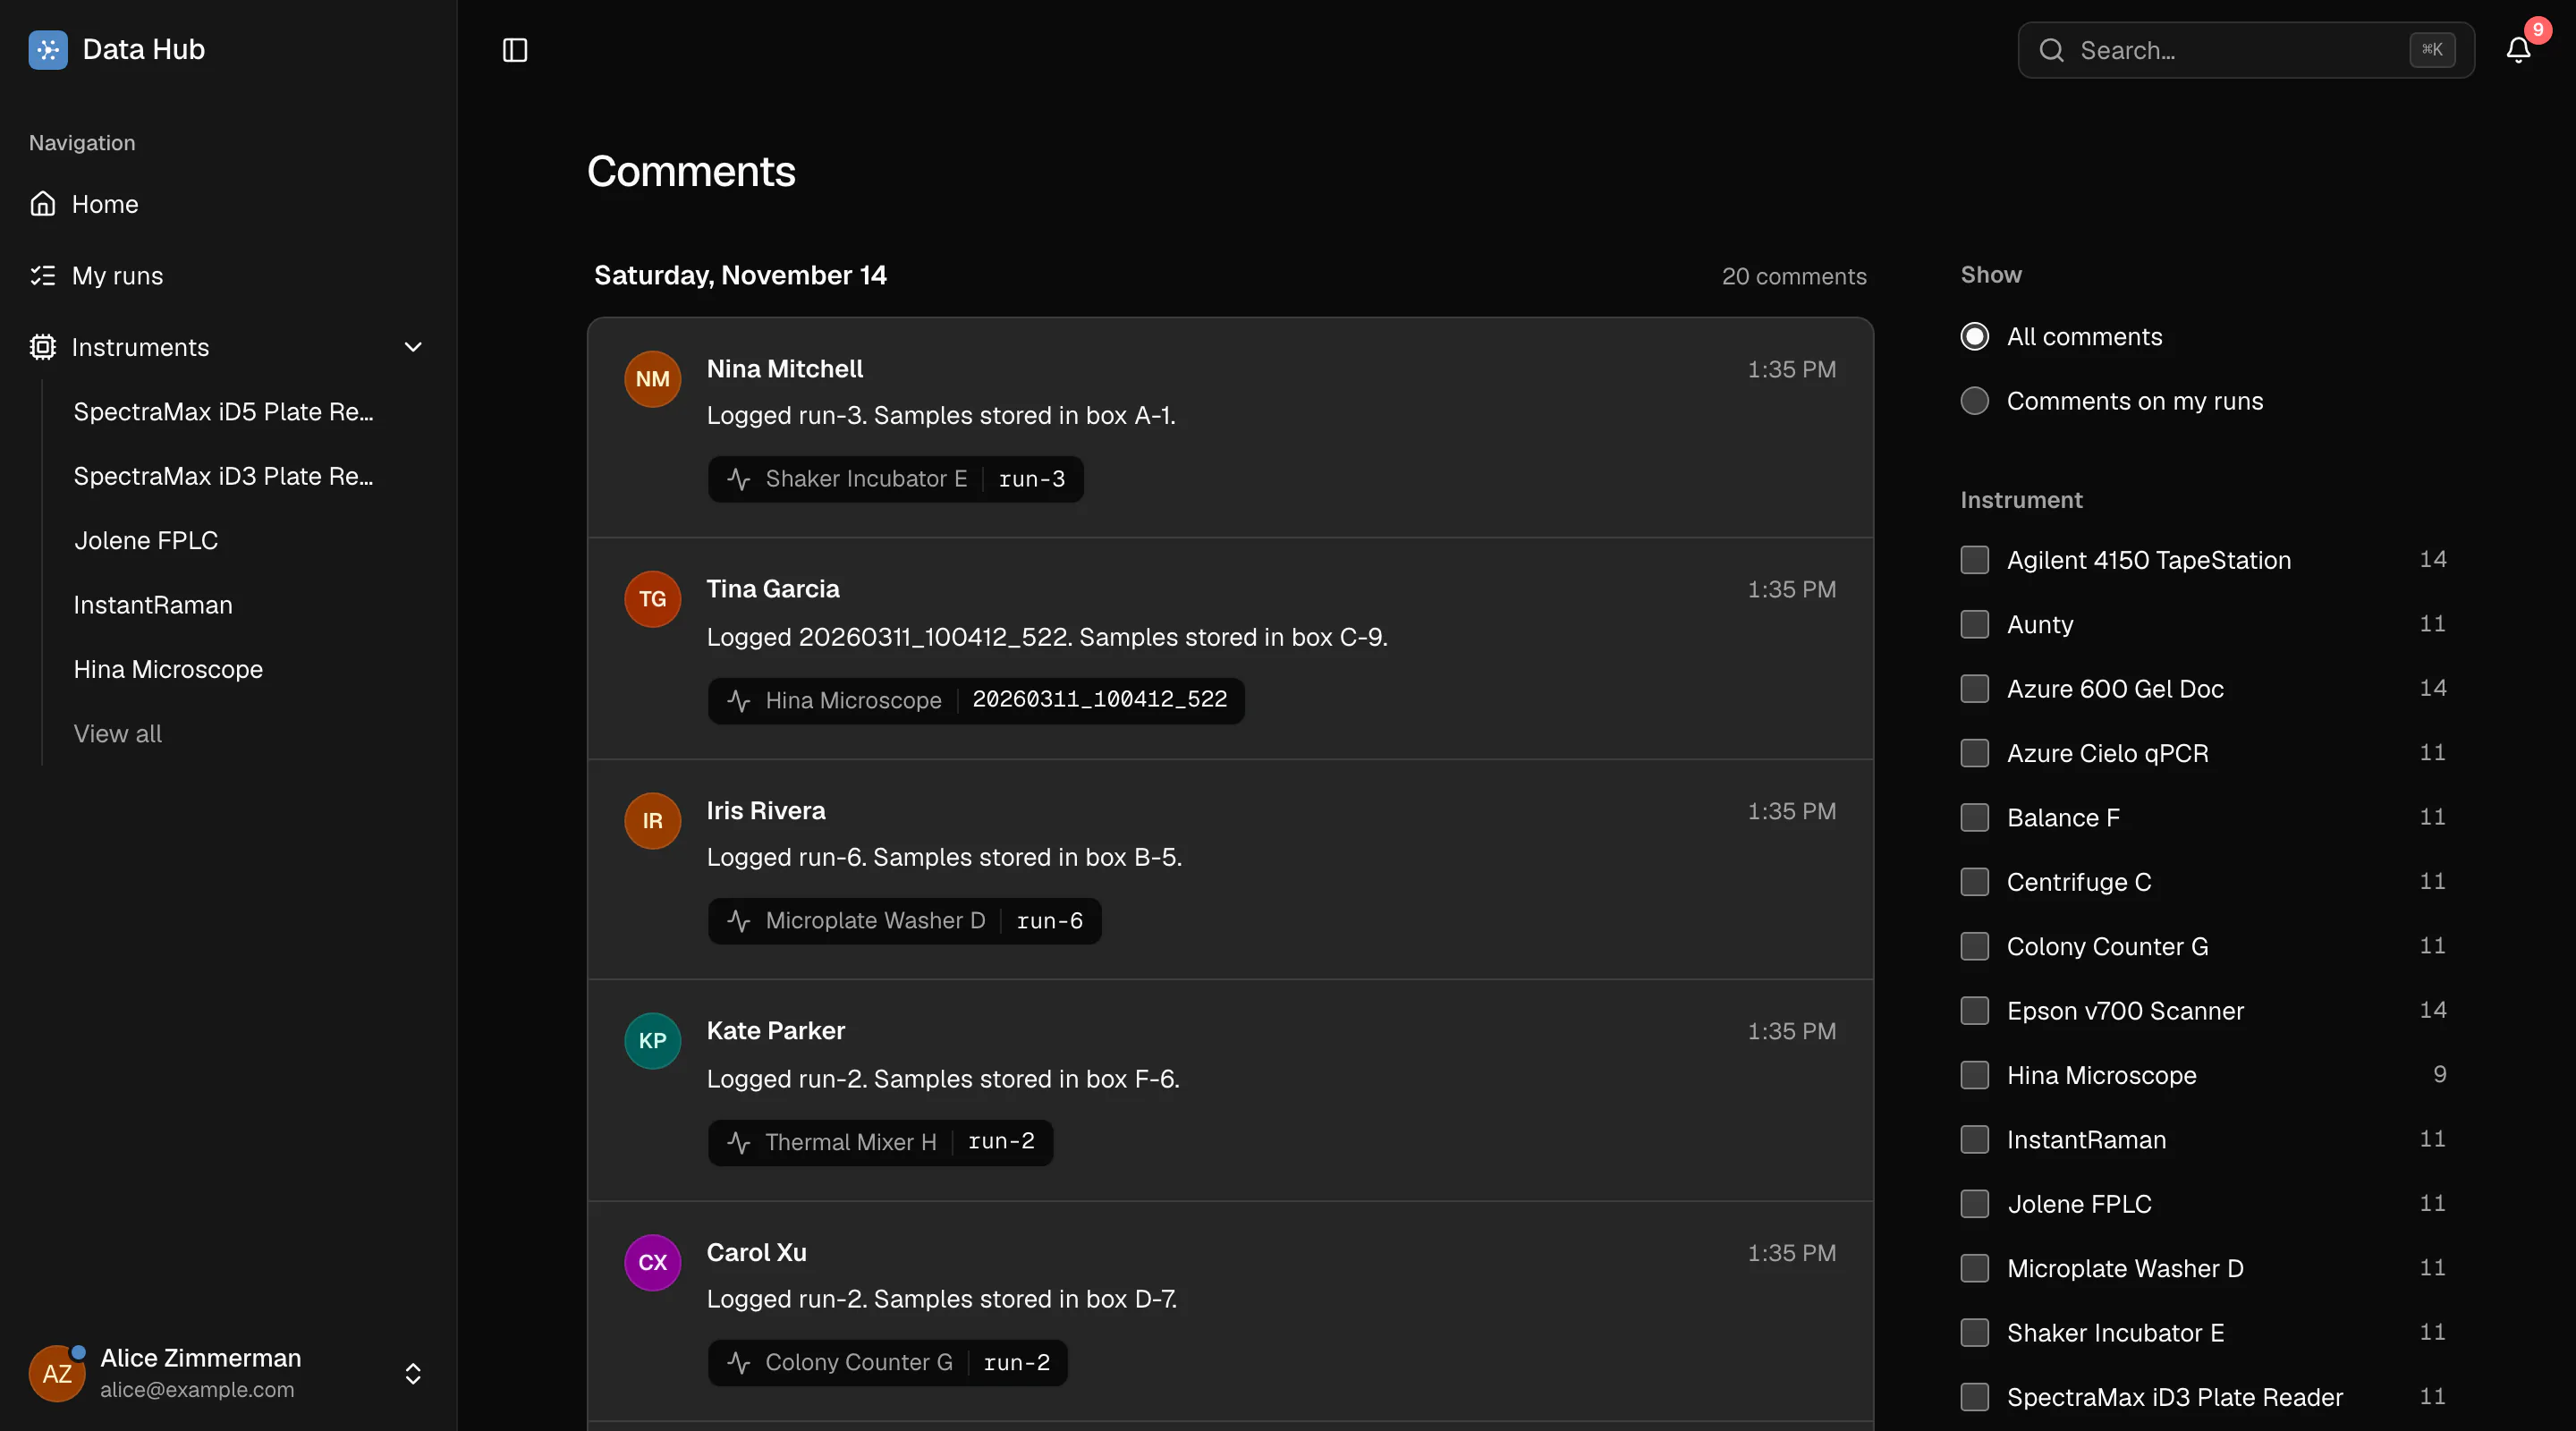 Data Hub
Navigation
Home
My runs
Instruments
SpectraMax iD5 Plate Re...
SpectraMax iD3 Plate Re...
Jolene FPLC
InstantRaman
Hina Microscope
View all
AZ
Alice Zimmerman
alice@example.com
Search...
⌘K
9
Comments
Saturday, November 14
20 comments
NM
Nina Mitchell
1:35 PM
Logged run-3. Samples stored in box A-1.
Shaker Incubator E
run-3
TG
Tina Garcia
1:35 PM
Logged 20260311_100412_522. Samples stored in box C-9.
Hina Microscope
20260311_100412_522
IR
Iris Rivera
1:35 PM
Logged run-6. Samples stored in box B-5.
Microplate Washer D
run-6
KP
Kate Parker
1:35 PM
Logged run-2. Samples stored in box F-6.
Thermal Mixer H
run-2
CX
Carol Xu
1:35 PM
Logged run-2. Samples stored in box D-7.
Colony Counter G
run-2
Show
All comments
Comments on my runs
Instrument
Agilent 4150 TapeStation 14
Aunty 11
Azure 600 Gel Doc 14
Azure Cielo qPCR 11
Balance F 11
Centrifuge C 11
Colony Counter G 11
Epson v700 Scanner 14
Hina Microscope 9
InstantRaman 11
Jolene FPLC 11
Microplate Washer D 11
Shaker Incubator E 11
SpectraMax iD3 Plate Reader 11